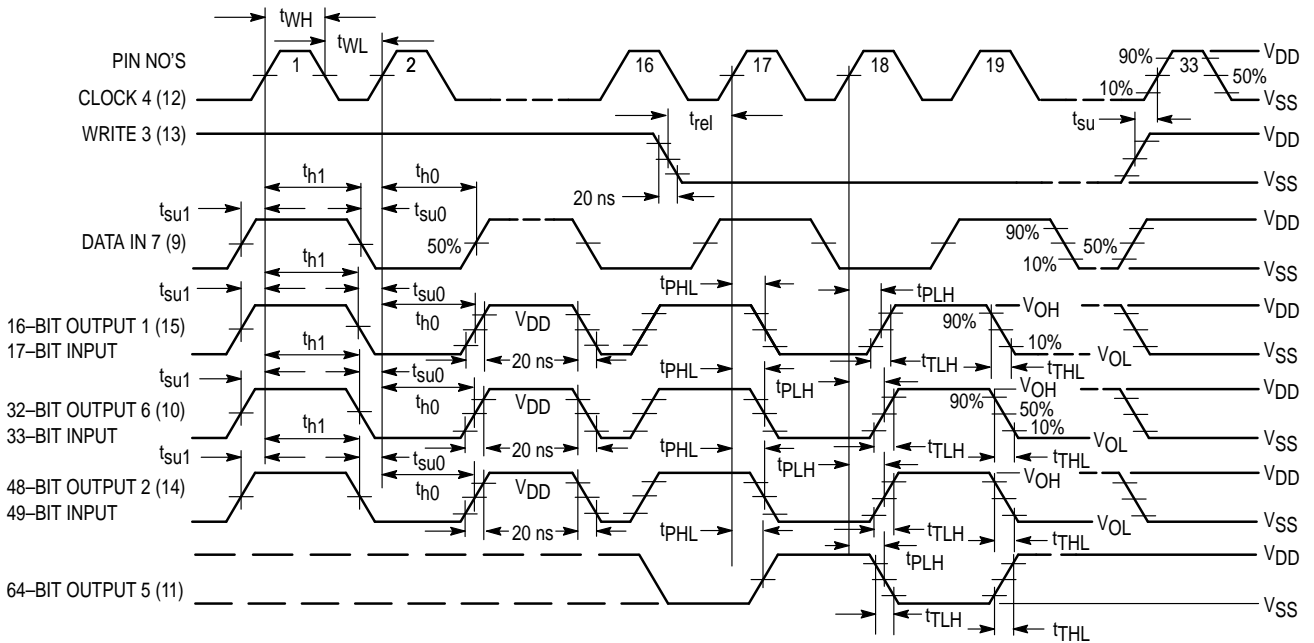 tWH
tWL
PIN NO'S
1
2
16
17
18
19
90%
33
VDD
50%
CLOCK 4 (12)
10%
VSS
trel
tsu
WRITE 3 (13)
VDD
20 ns
VSS
th1
th0
tsu1
tsu0
DATA IN 7 (9)
50%
90%
50%
10%
VDD
VSS
th1
tsu1
tsu0
th0
tPHL
tPLH
16–BIT OUTPUT 1 (15)
17–BIT INPUT
VDD
20 ns
90%
VOH
10%
VOL
VDD
VSS
tTLH
tTHL
th1
tsu1
tsu0
th0
tPHL
tPLH
32–BIT OUTPUT 6 (10)
33–BIT INPUT
VDD
20 ns
90%
VOH
50%
10%
VOL
VDD
VSS
tTLH
tTHL
th1
tsu1
tsu0
th0
tPHL
tPLH
48–BIT OUTPUT 2 (14)
49–BIT INPUT
VDD
20 ns
VOH
VOL
VDD
VSS
tPHL
tTLH
tTHL
tPLH
64–BIT OUTPUT 5 (11)
VDD
VSS
tTLH
tTHL